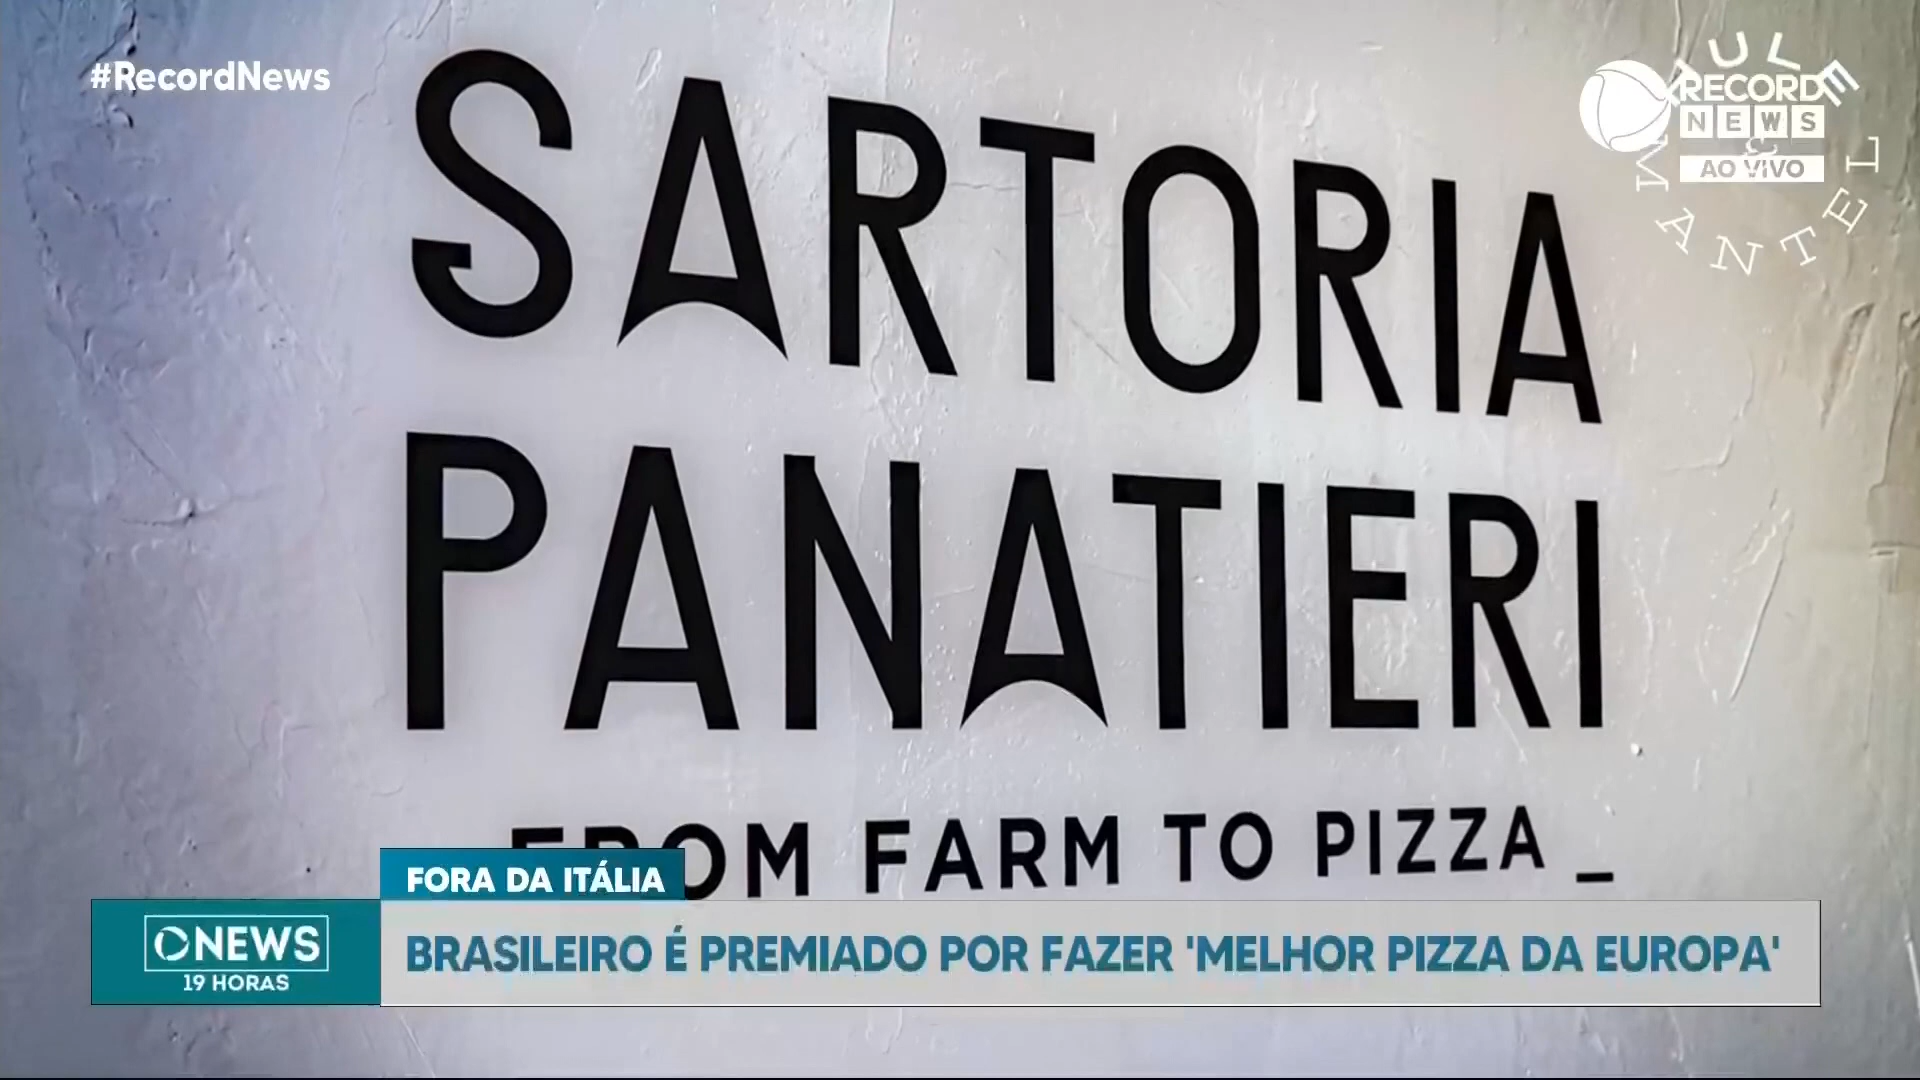 #RecordNews
RECORD
NEWS
AO VIVO
MANTEL
SARTORIA
PANATIERI
FROM FARM TO PIZZA _
FORA DA ITÁLIA
NEWS
19 HORAS
BRASILEIRO É PREMIADO POR FAZER 'MELHOR PIZZA DA EUROPA'